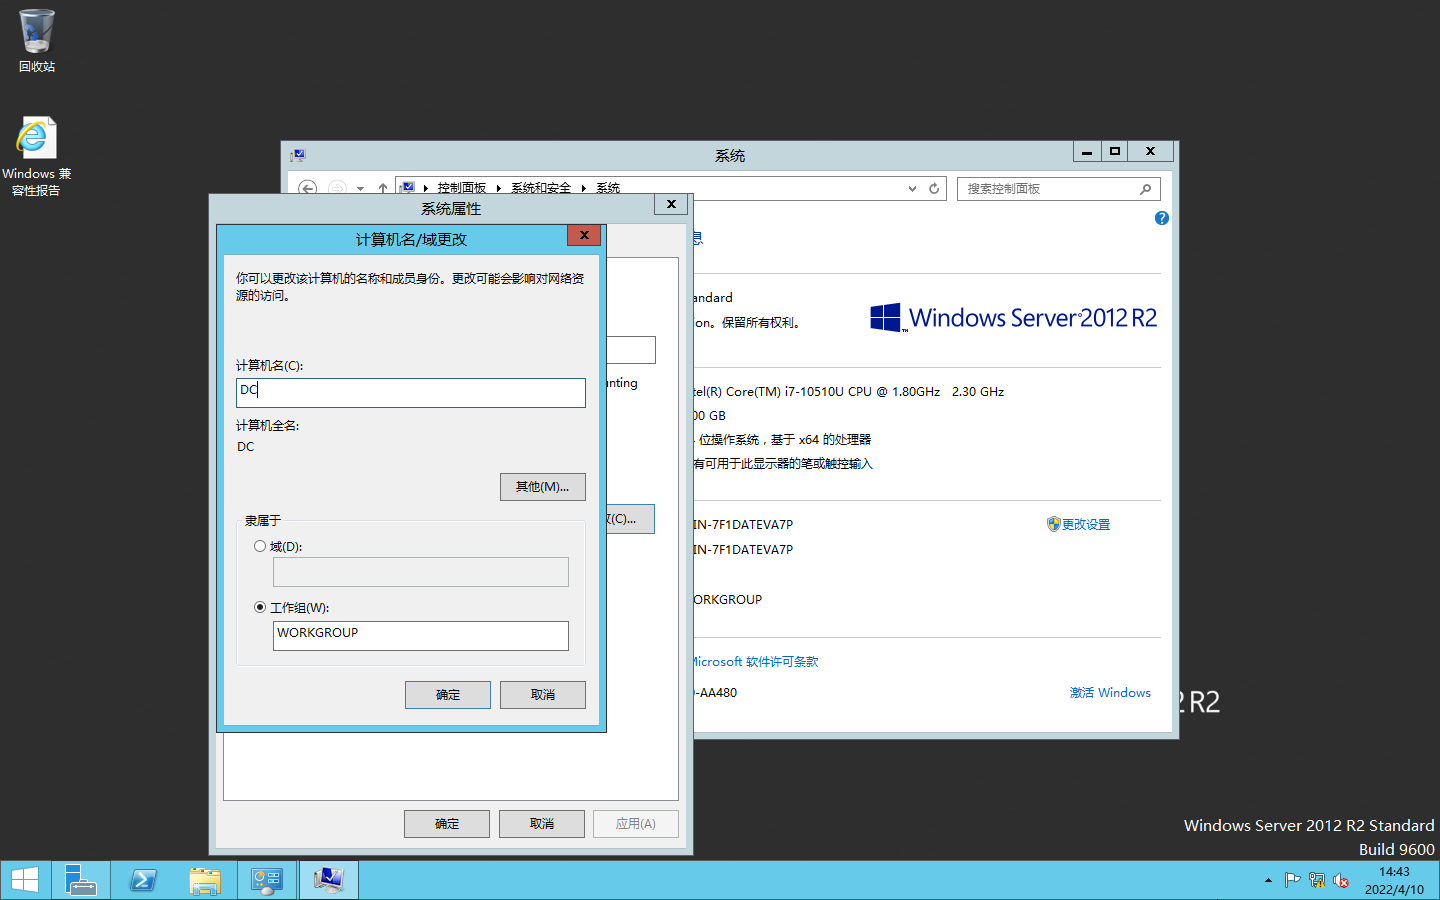 回收站
Windows 兼
容性报告
系统
控制面板
系统和安全
系统
搜索控制面板
系统属性
计算机名/域更改
你可以更改该计算机的名称和成员身份。更改可能会影响对网络资
源的访问。
计算机名(C):
DC
计算机全名:
DC
其他(M)...
隶属于
域(D):
工作组(W):
WORKGROUP
确定
取消
确定
取消
应用(A)
unting
(C)...
息
andard
on。保留所有权利。
Windows Server 2012 R2
tel(R) Core(TM) i7-10510U CPU @ 1.80GHz 2.30 GHz
00 GB
位操作系统，基于 x64 的处理器
有可用于此显示器的笔或触控输入
IN-7F1DATEVA7P
更改设置
IN-7F1DATEVA7P
ORKGROUP
Microsoft 软件许可条款
-AA480
激活 Windows
2 R2
Windows Server 2012 R2 Standard
Build 9600
14:43
2022/4/10